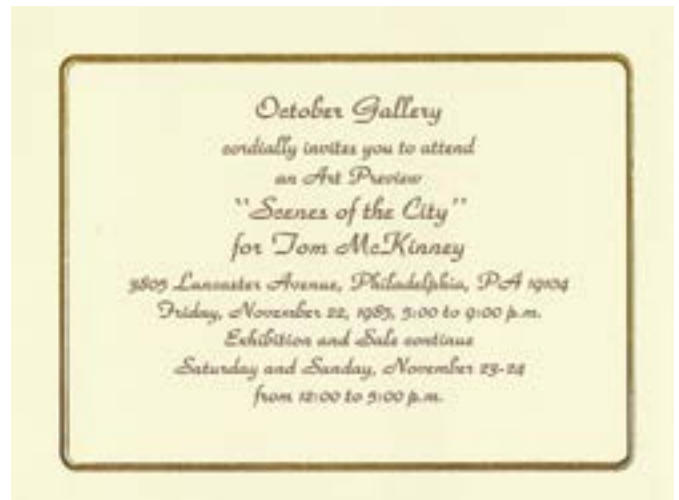 October Gallery
cordially invites you to attend
an Art Preview
"Scenes of the City"
for Tom McKinney
3805 Lancaster Avenue, Philadelphia, PA 19104
Friday, November 22, 1985, 5:00 to 9:00 p.m.
Exhibition and Sale continue
Saturday and Sunday, November 23-24
from 12:00 to 5:00 p.m.